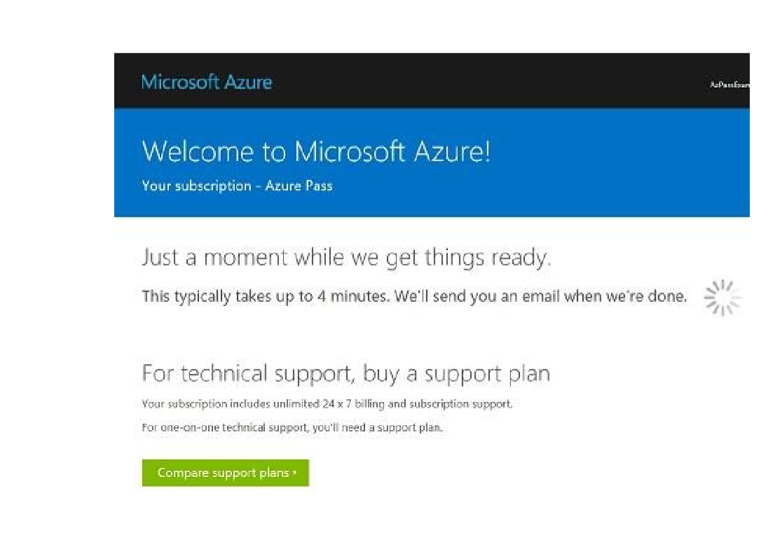 Microsoft Azure
Welcome to Microsoft Azure!
Your subscription - Azure Pass
Just a moment while we get things ready.
This typically takes up to 4 minutes. We'll send you an email when we're done.
For technical support, buy a support plan
Your subscription includes unlimited 24 x 7 billing and subscription support.
For one-on-one technical support, you'll need a support plan.
Compare support plans ›